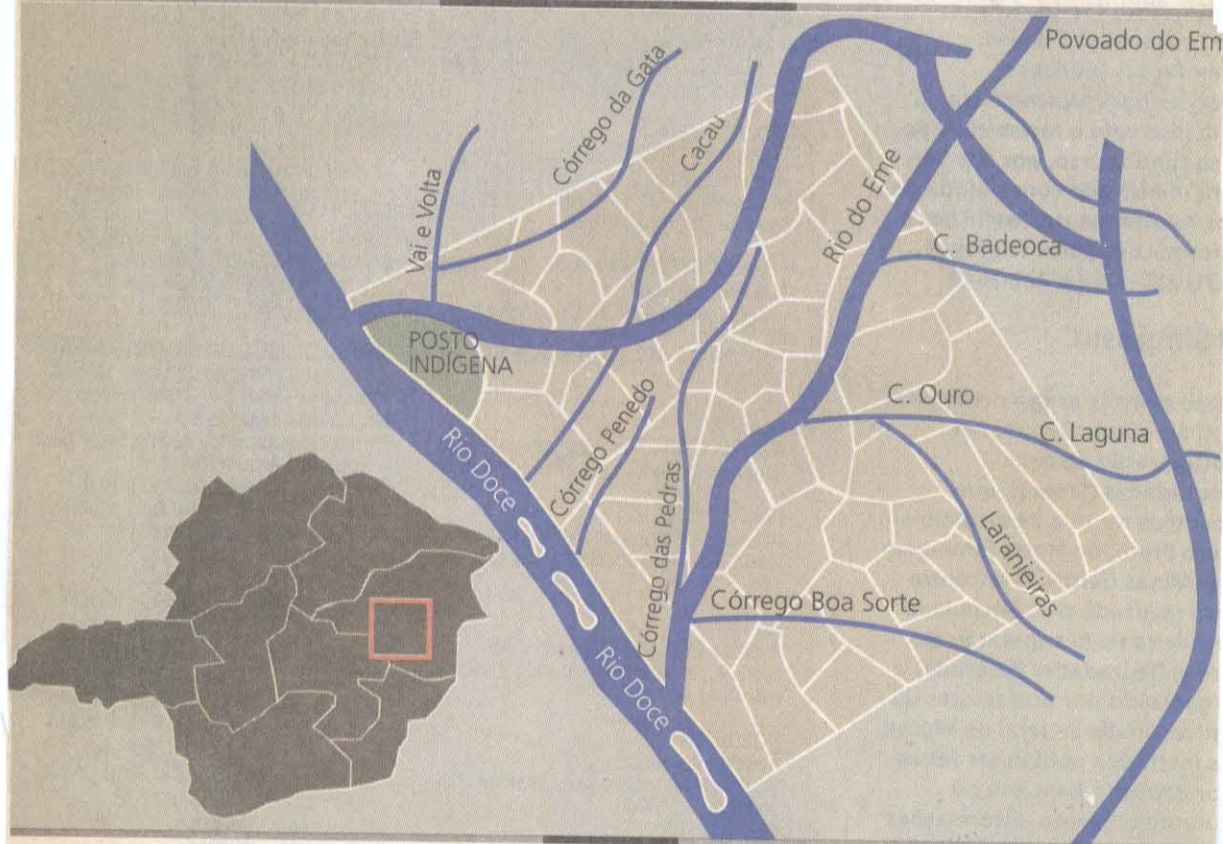 Povoado do Em
Córrego da Gata
Cacau
Vai e Volta
Rio do Eme
C. Badeoca
POSTO
INDÍGENA
C. Ouro
C. Laguna
Córrego Penedo
Rio Doce
Córrego das Pedras
Laranjeiras
Córrego Boa Sorte
Rio Doce